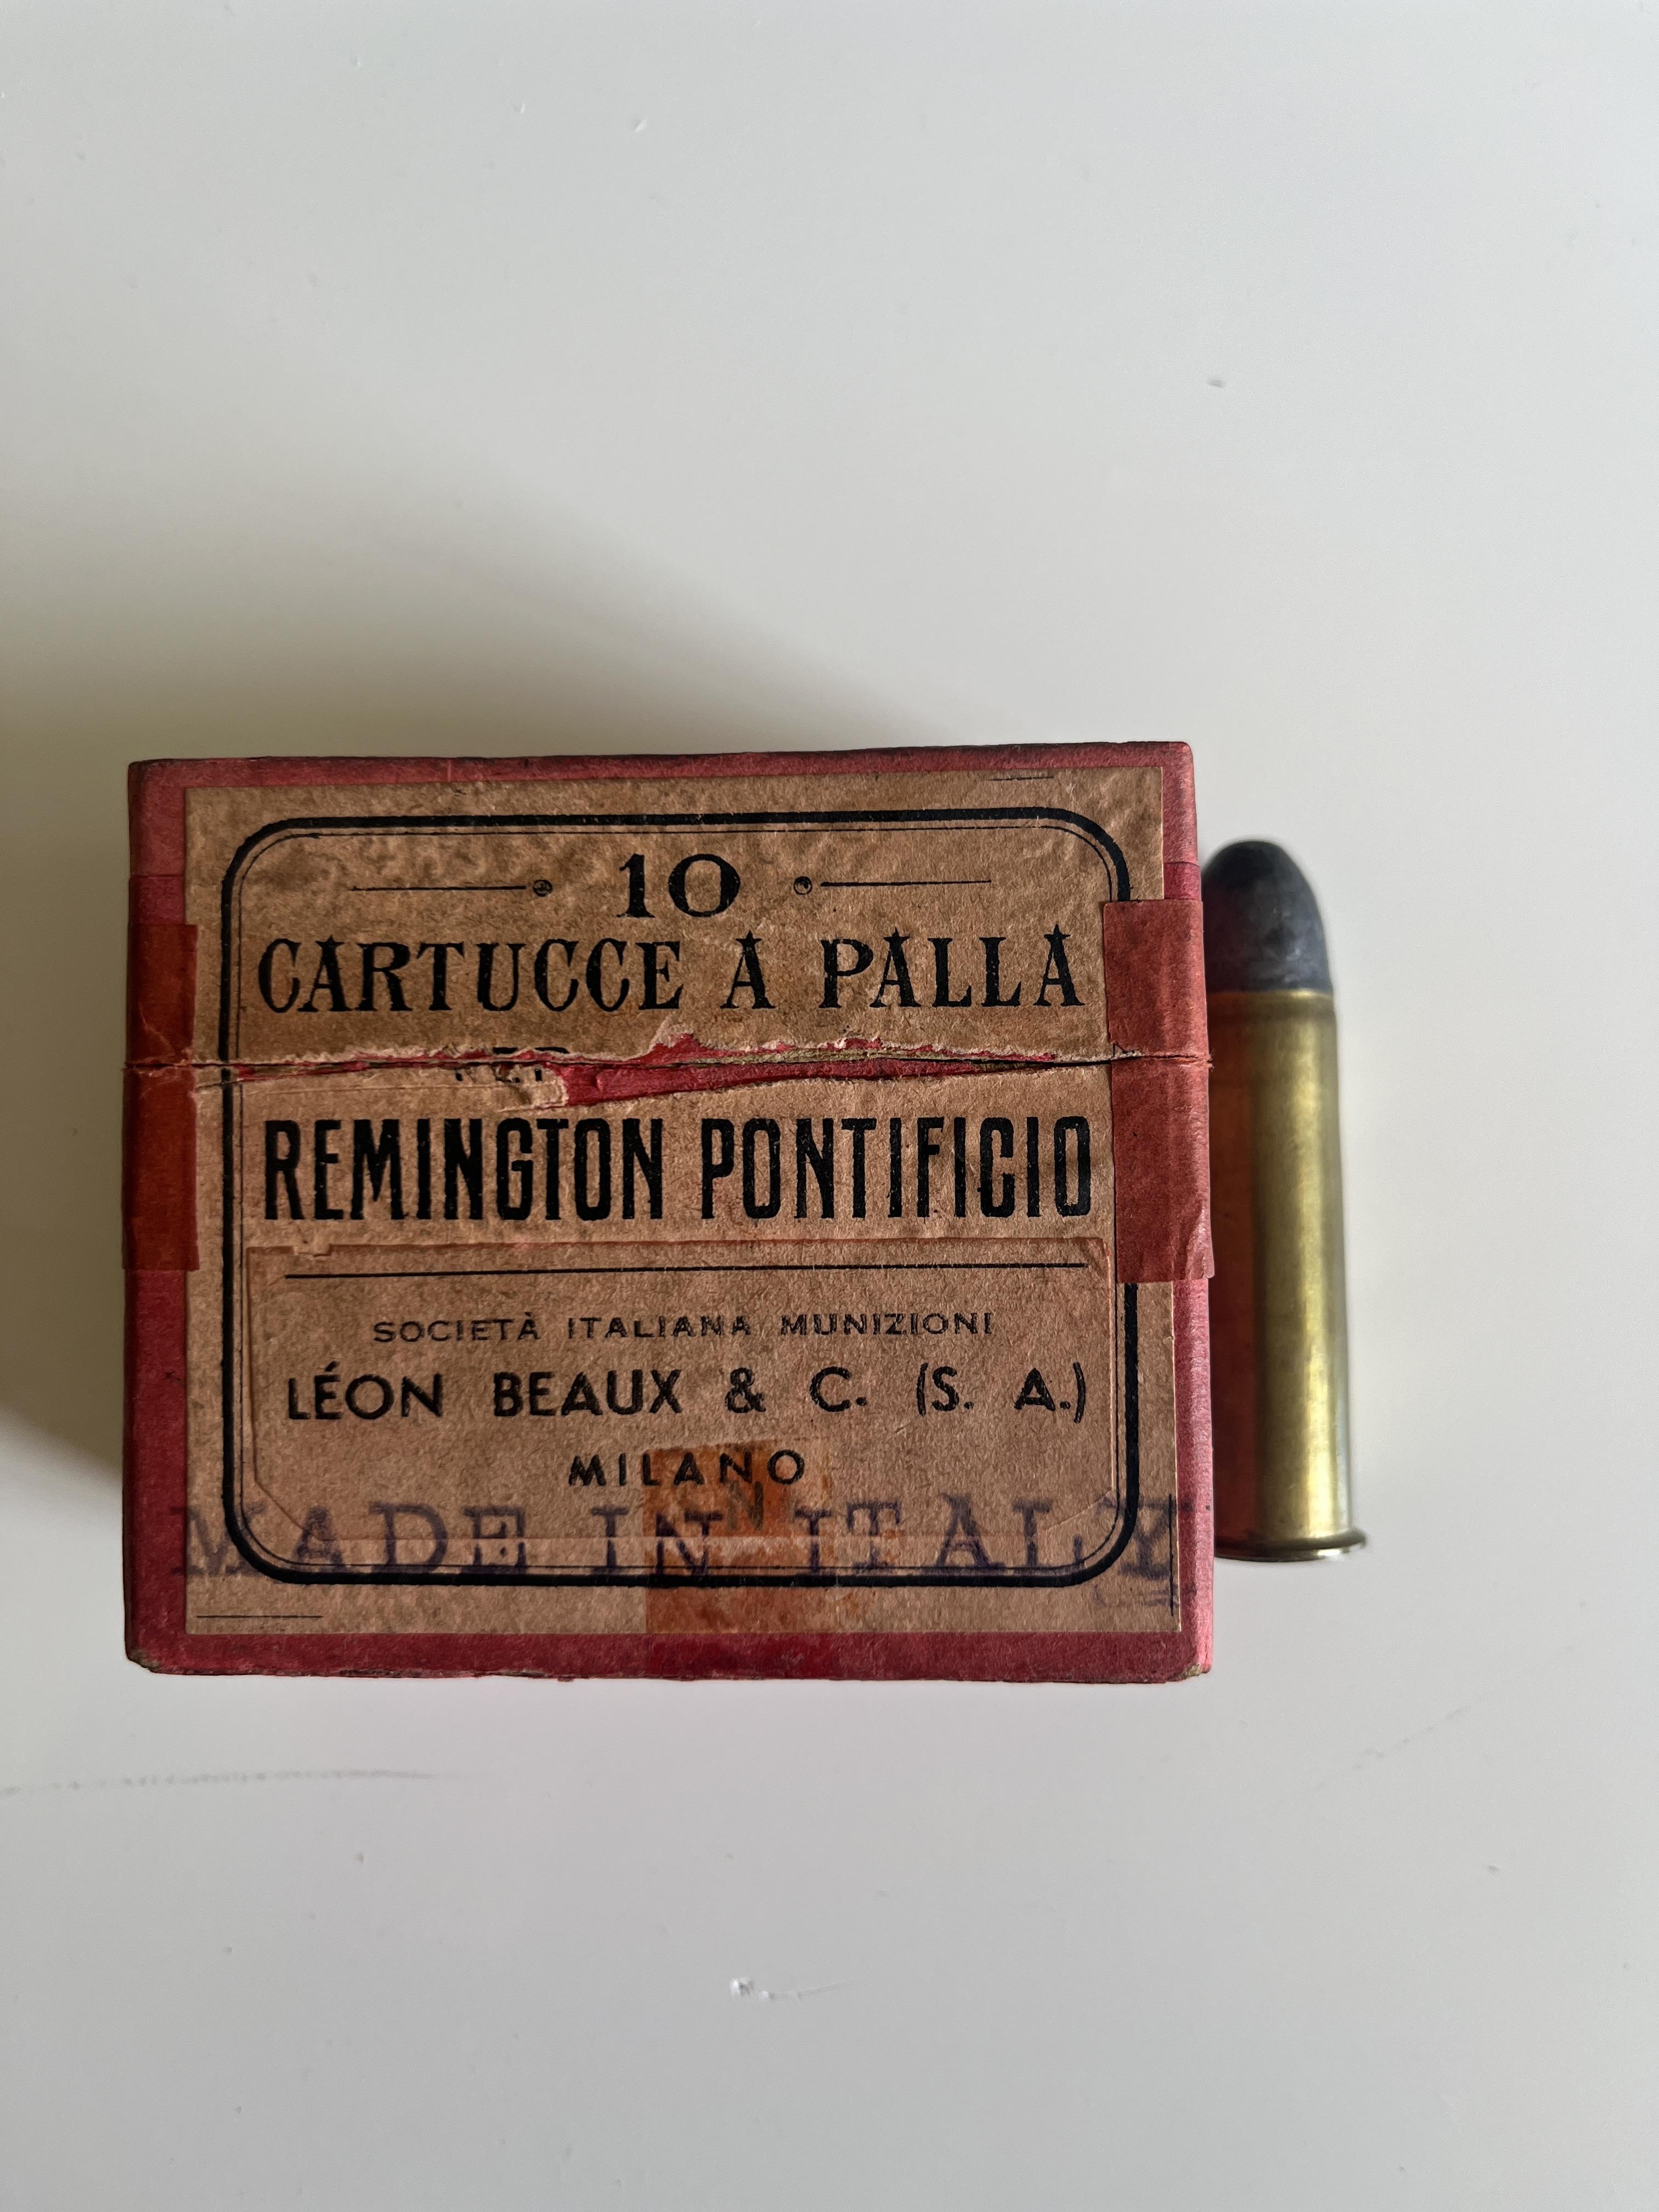 10
CARTUCCE A PALLA
REMINGTON PONTIFICIO
SOCIETÀ ITALIANA MUNIZIONI
LÉON BEAUX & C. (S. A.)
MILANO
MADE IN ITALY